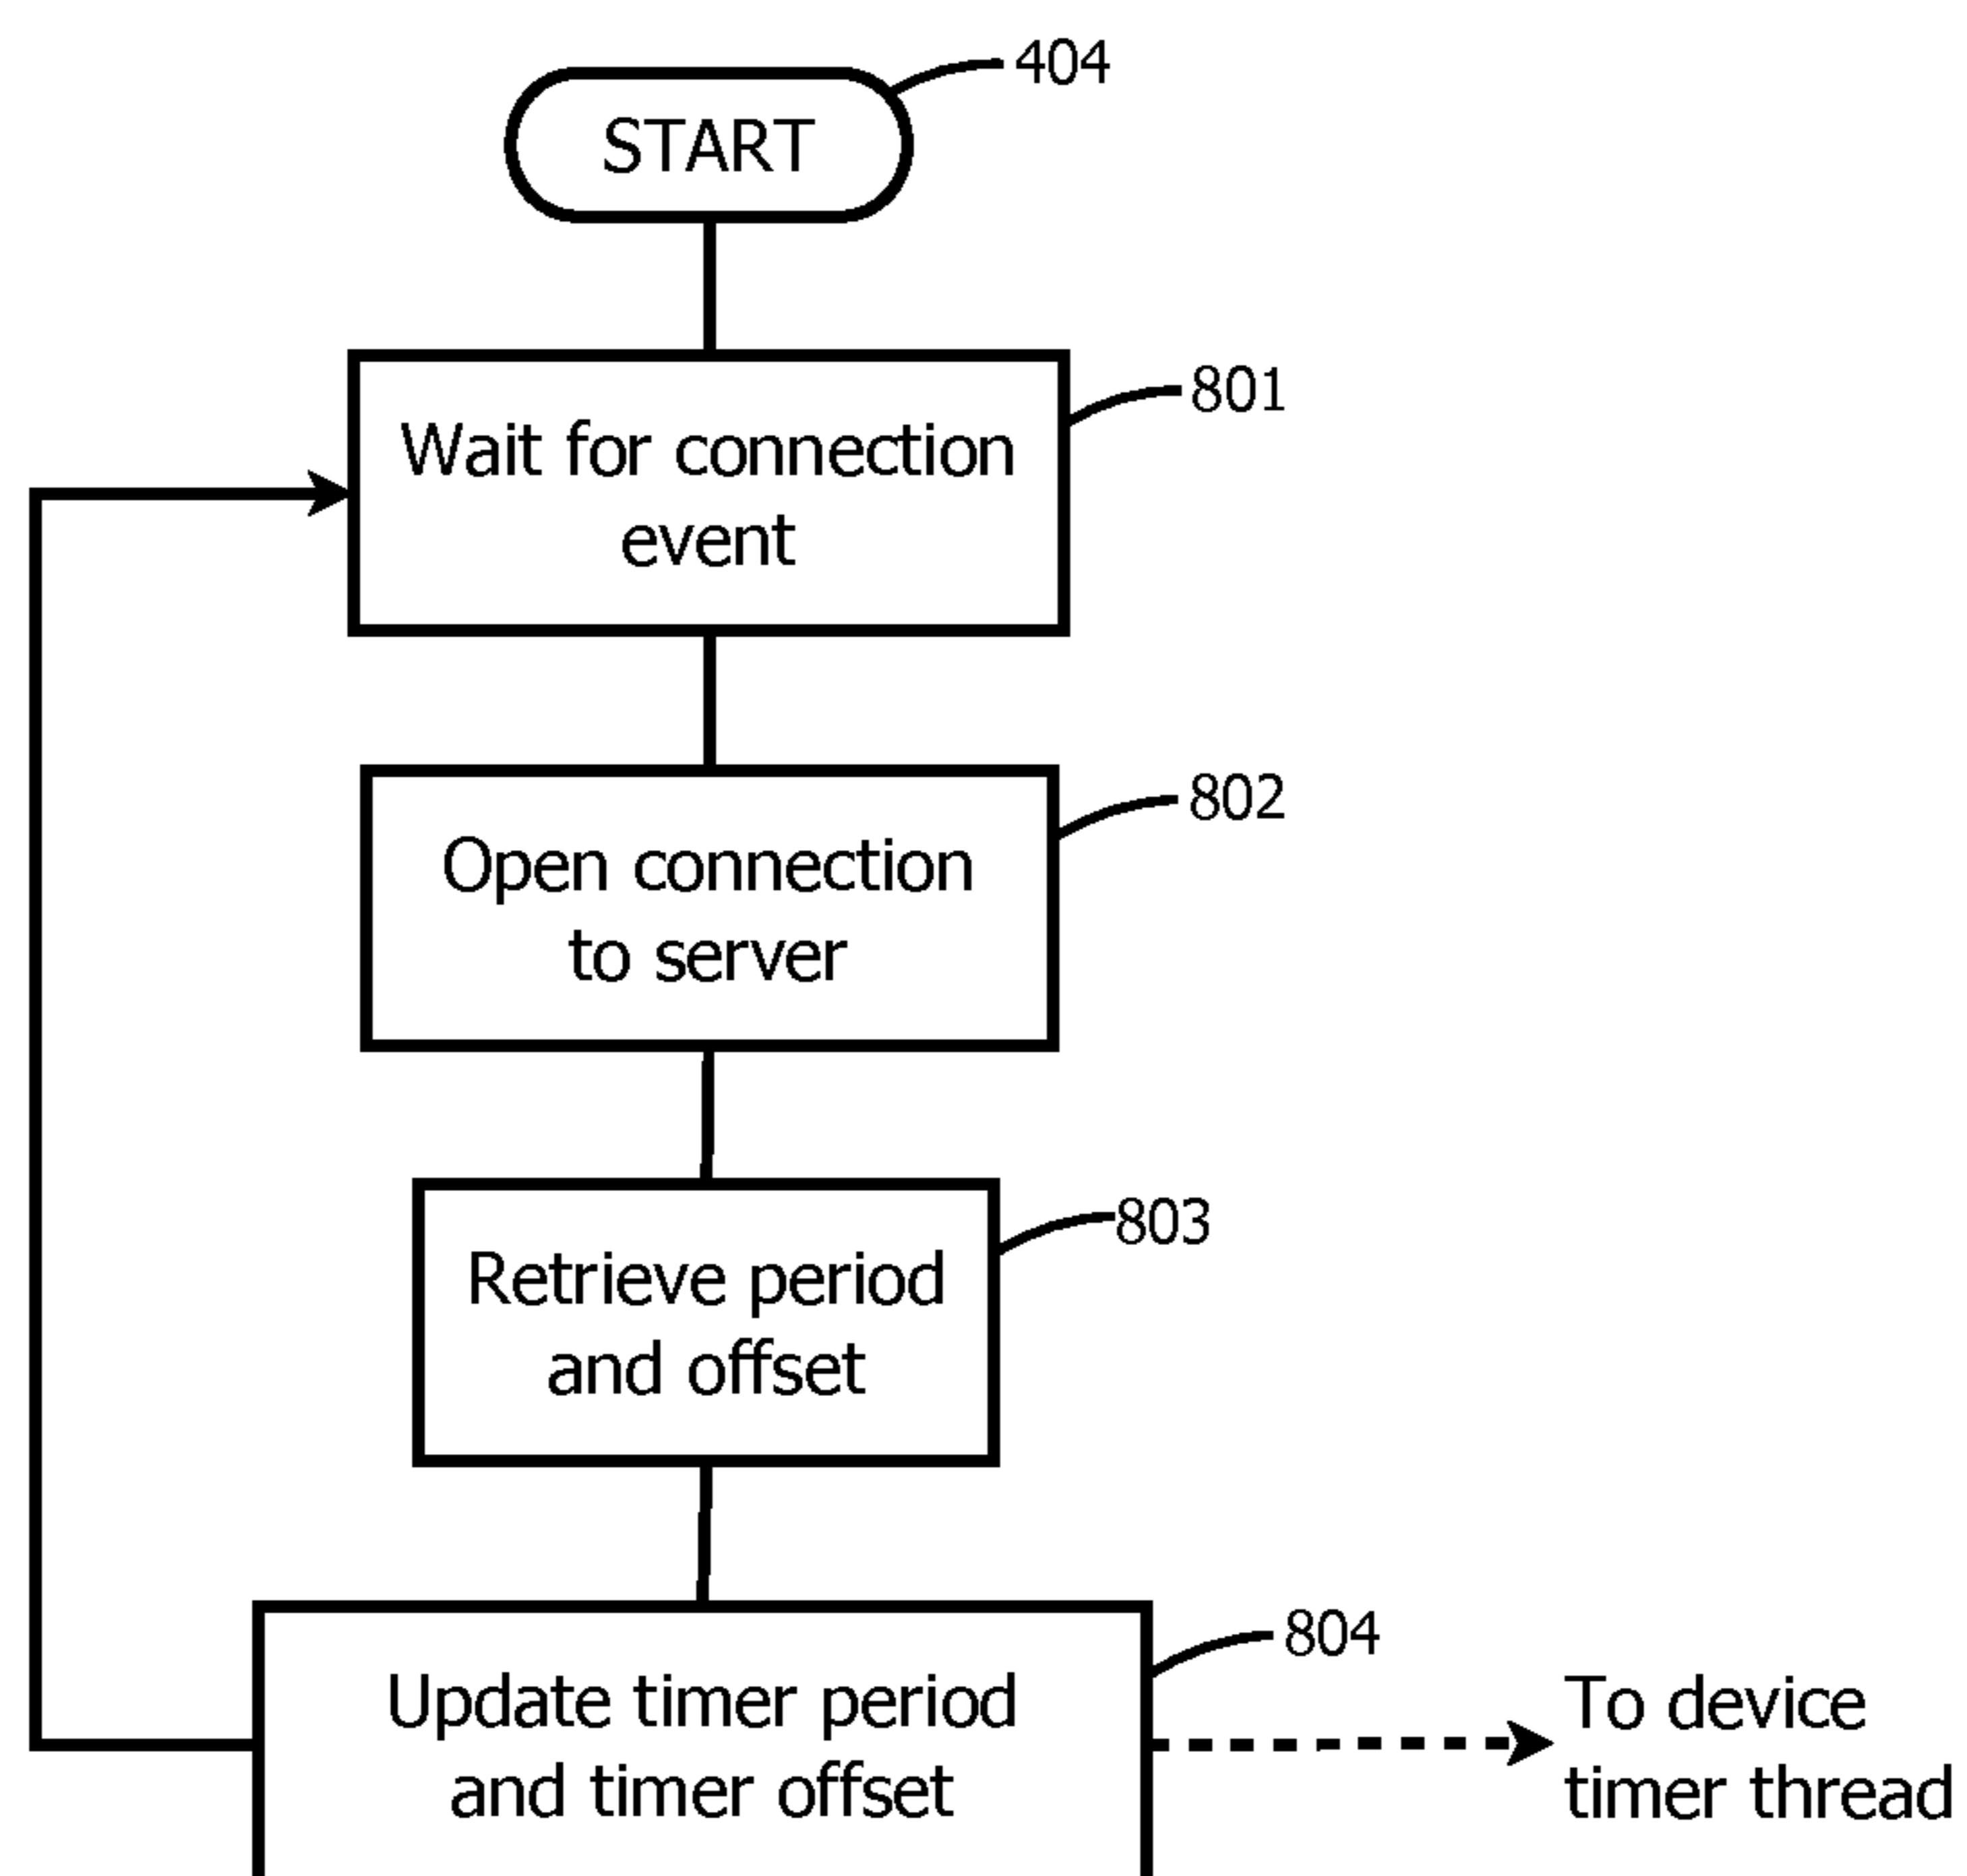 404
START
801
Wait for connection
event
802
Open connection
to server
803
Retrieve period
and offset
804
Update timer period
and timer offset
To device
timer thread